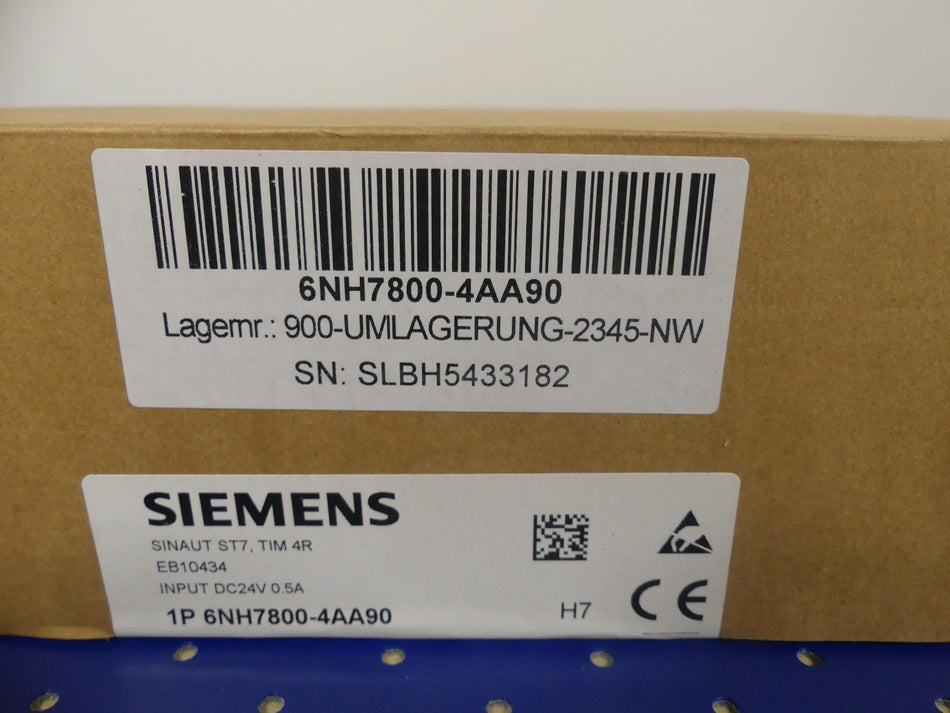 6NH7800-4AA90
Lagernr.: 900-UMLAGERUNG-2345-NW
SN: SLBH5433182
SIEMENS
SINAUT ST7, TIM 4R
EB10434
INPUT DC24V 0.5A
1P 6NH7800-4AA90
H7
CE